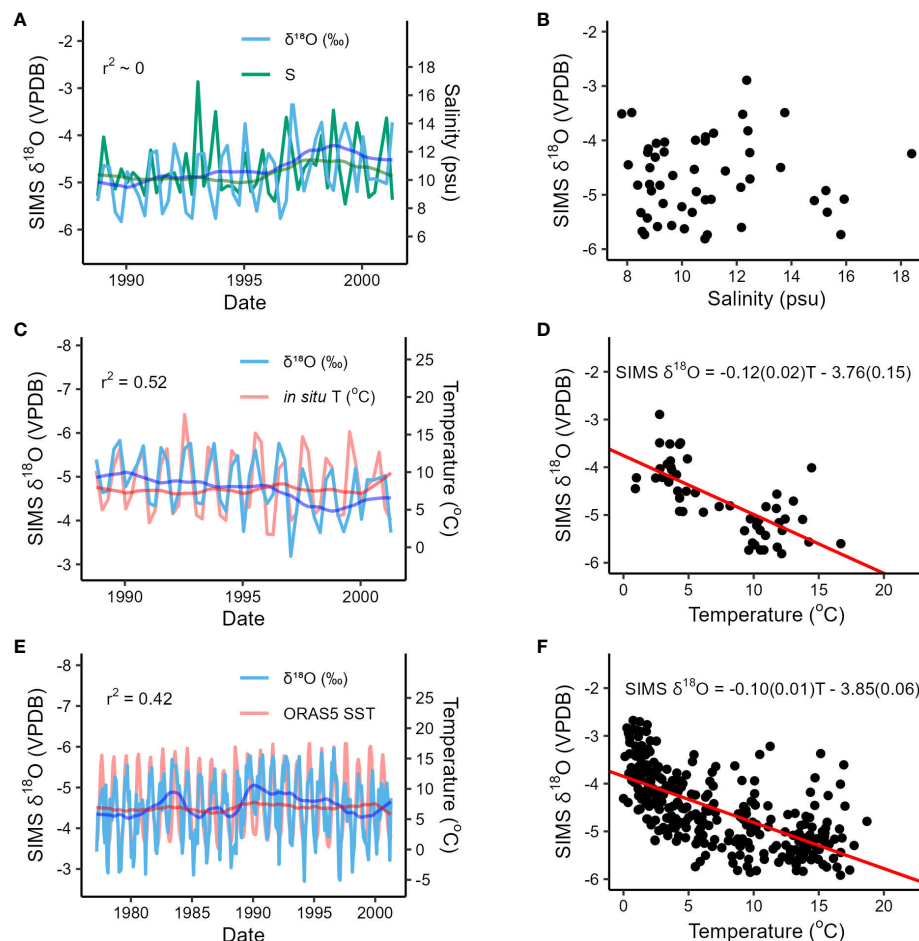 A
SIMS δ¹⁸O (VPDB)
-2
-3
-4
-5
-6
r² ~ 0
δ¹⁸O (‰)
S
18
16
14
12
10
8
6
Salinity (psu)
1990
1995
2000
Date
B
SIMS δ¹⁸O (VPDB)
-2
-3
-4
-5
-6
8
10
12
14
16
18
Salinity (psu)
C
SIMS δ¹⁸O (VPDB)
-8
-7
-6
-5
-4
-3
r² = 0.52
δ¹⁸O (‰)
in situ T (°C)
25
20
15
10
5
0
Temperature (°C)
1990
1995
2000
Date
D
SIMS δ¹⁸O = -0.12(0.02)T - 3.76(0.15)
SIMS δ¹⁸O (VPDB)
-2
-3
-4
-5
-6
0
5
10
15
20
Temperature (°C)
E
SIMS δ¹⁸O (VPDB)
-8
-7
-6
-5
-4
-3
r² = 0.42
δ¹⁸O (‰)
ORAS5 SST
25
20
15
10
5
0
-5
Temperature (°C)
1980
1985
1990
1995
2000
Date
F
SIMS δ¹⁸O = -0.10(0.01)T - 3.85(0.06)
SIMS δ¹⁸O (VPDB)
-2
-3
-4
-5
-6
0
5
10
15
20
Temperature (°C)